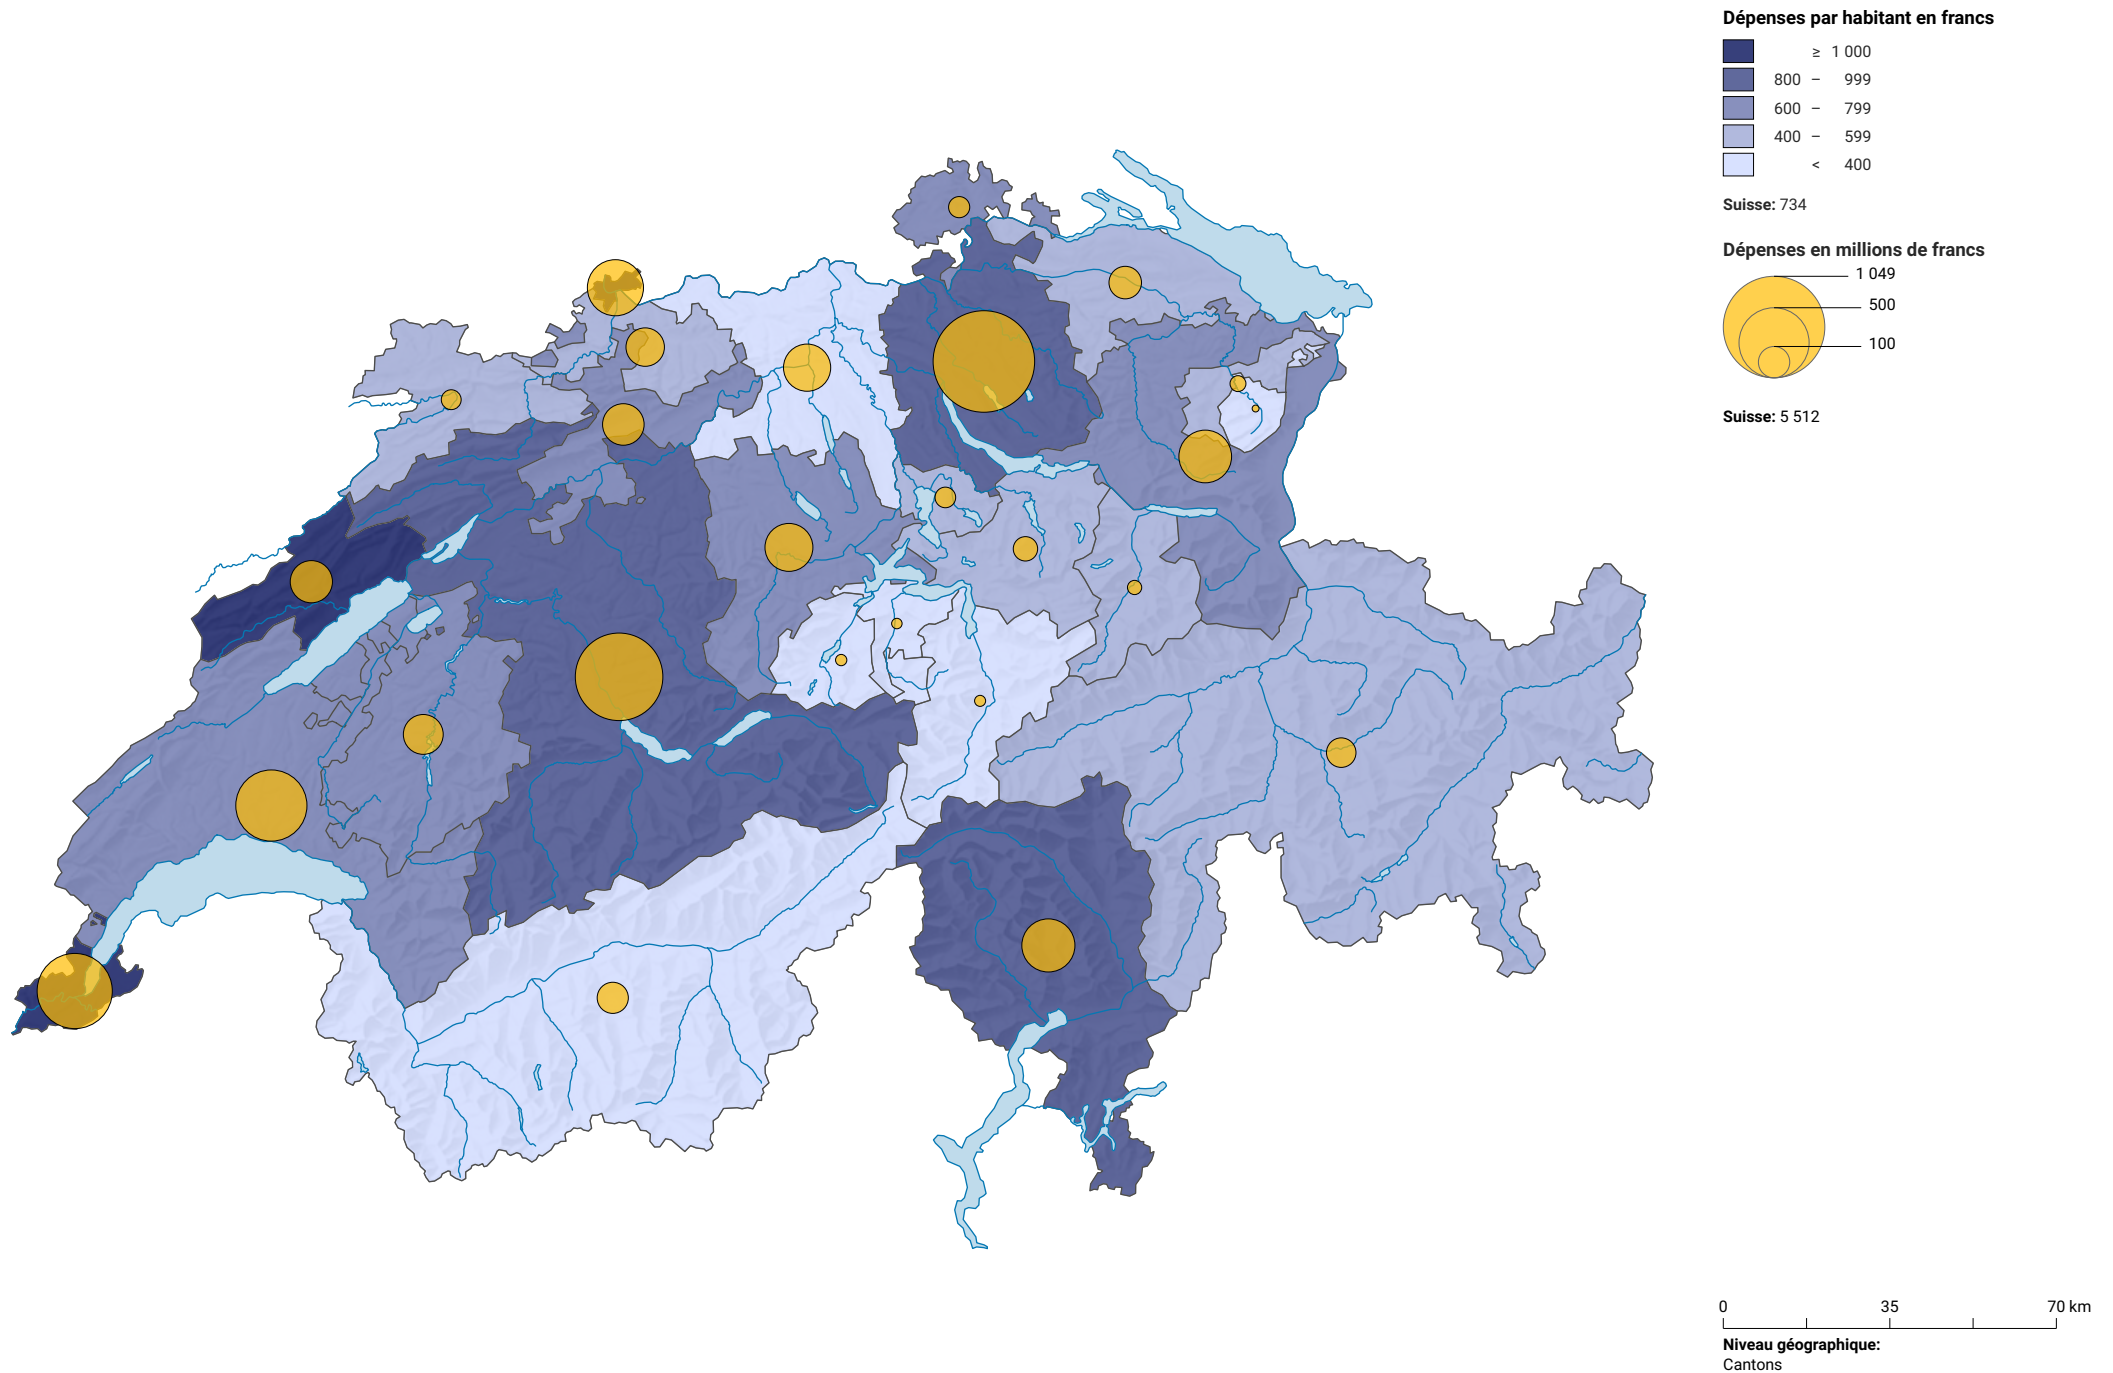 Dépenses par habitant en francs
≥ 1 000
800 – 999
600 – 799
400 – 599
< 400
Suisse: 734
Dépenses en millions de francs
1 049
500
100
Suisse: 5 512
0 35 70 km
Niveau géographique:
Cantons